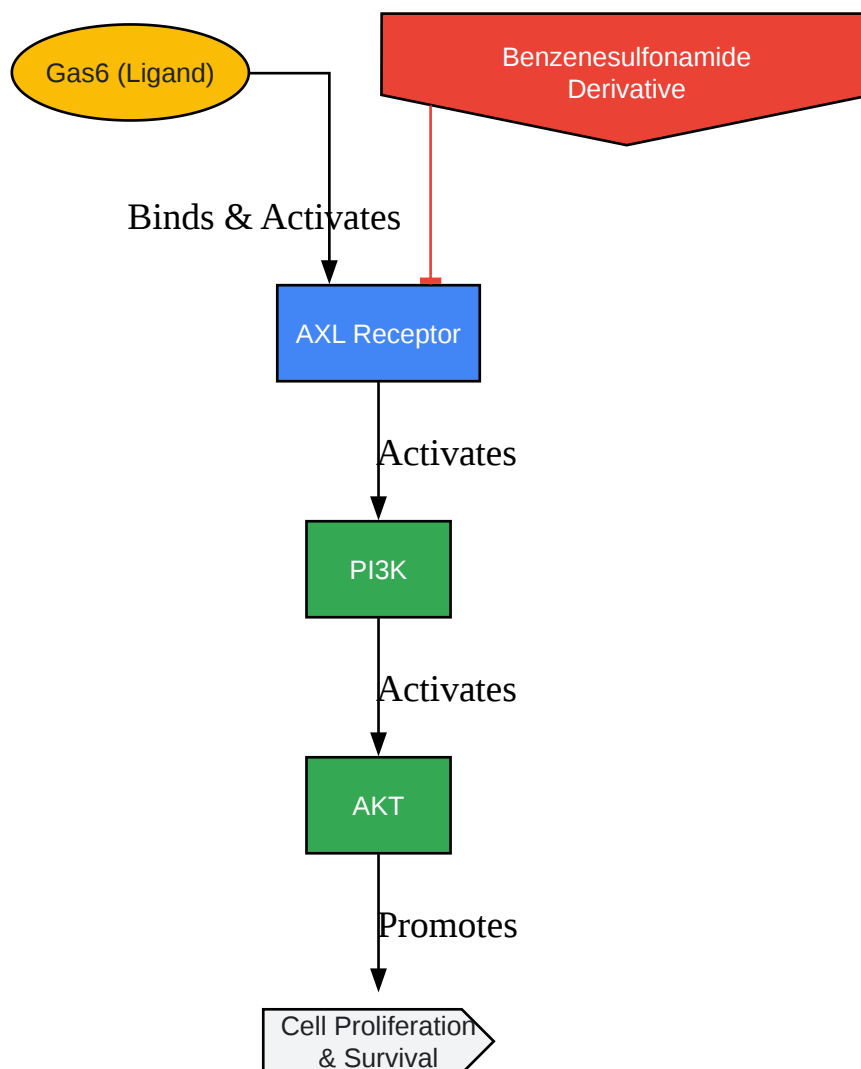 Gas6 (Ligand)
Benzenesulfonamide
Derivative
Binds & Activates
AXL Receptor
Activates
PI3K
Activates
AKT
Promotes
Cell Proliferation
& Survival